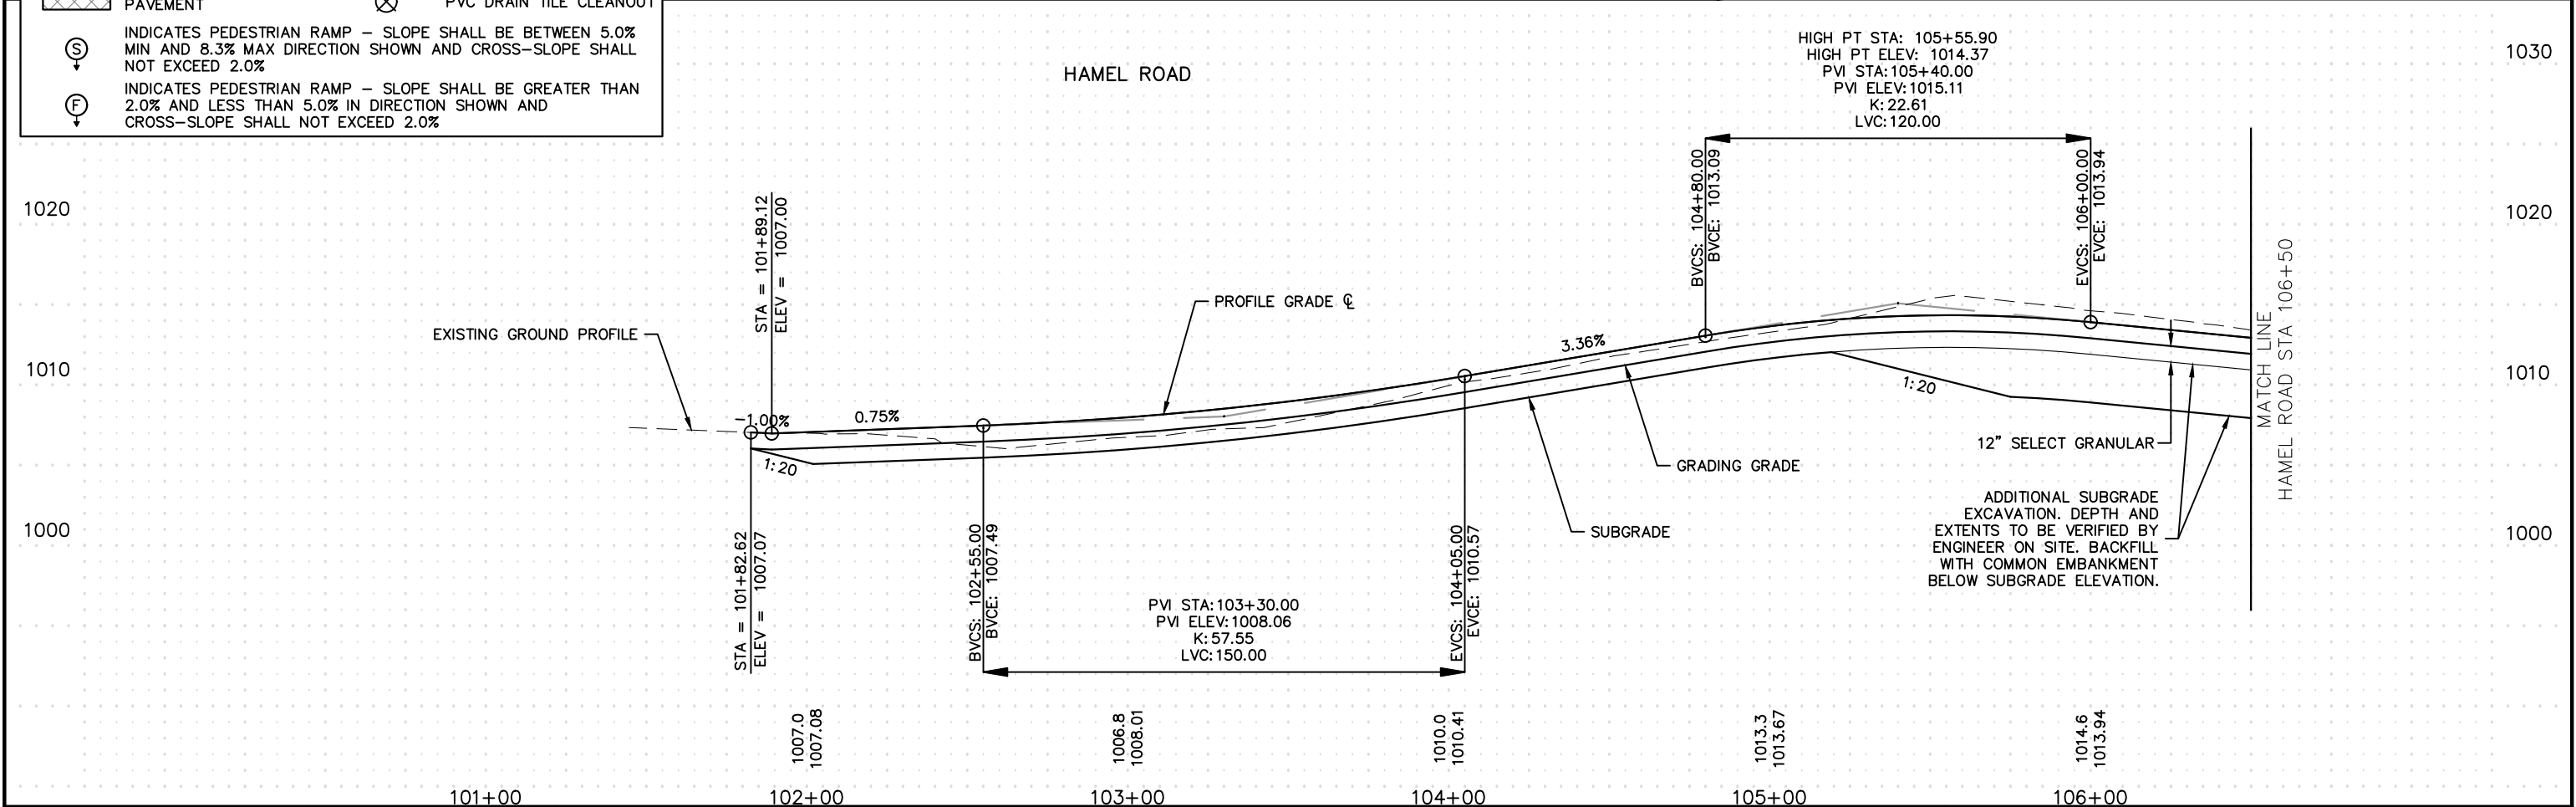 PAVEMENT
PVC DRAIN TILE CLEANOUT
S
INDICATES PEDESTRIAN RAMP – SLOPE SHALL BE BETWEEN 5.0%
MIN AND 8.3% MAX DIRECTION SHOWN AND CROSS–SLOPE SHALL
NOT EXCEED 2.0%
F
INDICATES PEDESTRIAN RAMP – SLOPE SHALL BE GREATER THAN
2.0% AND LESS THAN 5.0% IN DIRECTION SHOWN AND
CROSS–SLOPE SHALL NOT EXCEED 2.0%
HAMEL ROAD
HIGH PT STA: 105+55.90
HIGH PT ELEV: 1014.37
PVI STA:105+40.00
PVI ELEV:1015.11
K:22.61
LVC:120.00
1030
1020
1020
1010
1010
1000
1000
STA = 101+89.12
ELEV = 1007.00
BVCS: 104+80.00
BVCE: 1013.09
EVCS: 106+00.00
EVCE: 1013.94
MATCH LINE
HAMEL ROAD STA 106+50
EXISTING GROUND PROFILE
PROFILE GRADE ℄
–1.00%
0.75%
3.36%
1:20
1:20
GRADING GRADE
SUBGRADE
12" SELECT GRANULAR
ADDITIONAL SUBGRADE
EXCAVATION. DEPTH AND
EXTENTS TO BE VERIFIED BY
ENGINEER ON SITE. BACKFILL
WITH COMMON EMBANKMENT
BELOW SUBGRADE ELEVATION.
STA = 101+82.62
ELEV = 1007.07
BVCS: 102+55.00
BVCE: 1007.49
EVCS: 104+05.00
EVCE: 1010.57
PVI STA:103+30.00
PVI ELEV:1008.06
K:57.55
LVC:150.00
1007.0
1007.08
1006.8
1008.01
1010.0
1010.41
1013.3
1013.67
1014.6
1013.94
101+00
102+00
103+00
104+00
105+00
106+00